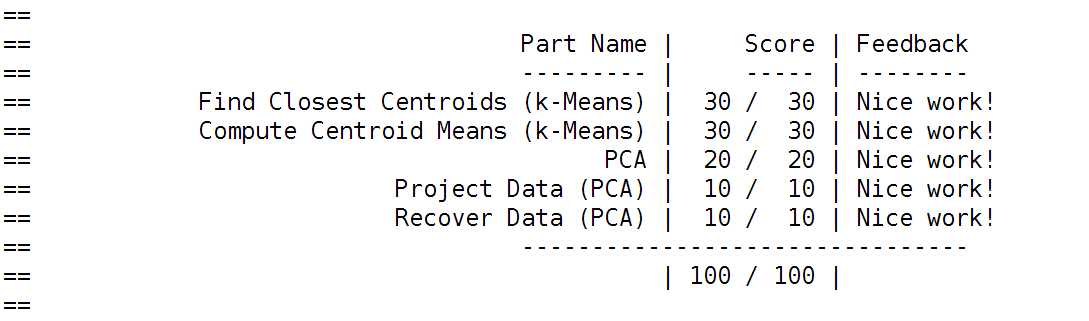 ==
==                                   Part Name |     Score | Feedback
==                                   --------- |     ----- | --------
==            Find Closest Centroids (k-Means) |  30 /  30 | Nice work!
==            Compute Centroid Means (k-Means) |  30 /  30 | Nice work!
==                                         PCA |  20 /  20 | Nice work!
==                          Project Data (PCA) |  10 /  10 | Nice work!
==                          Recover Data (PCA) |  10 /  10 | Nice work!
==                                   --------------------------------
==                                             | 100 / 100 |
==